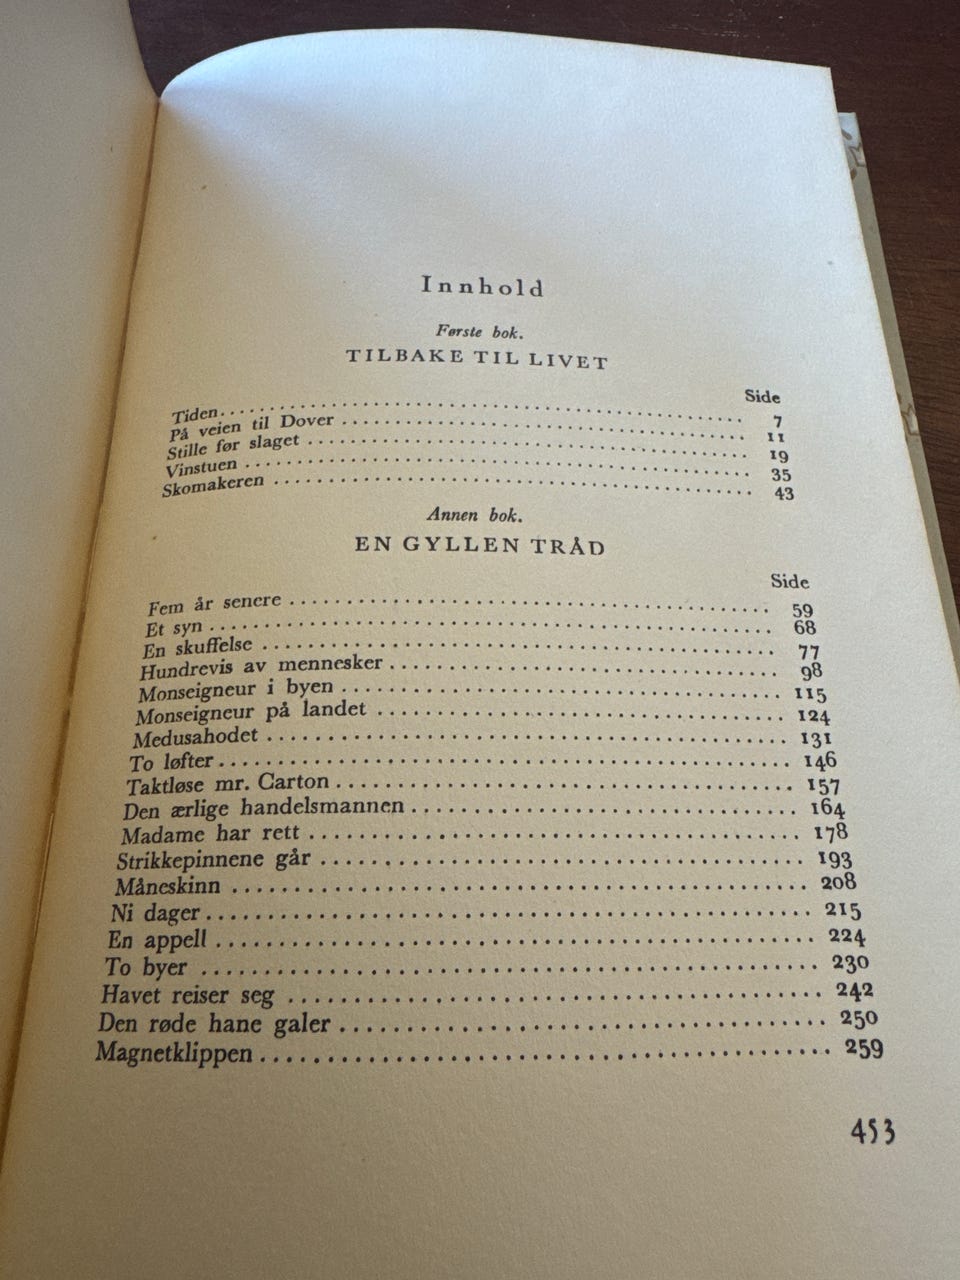 Innhold
Første bok.
TILBAKE TIL LIVET
Side
Tiden........................................ 7
På veien til Dover ........................................ 11
Stille før slaget ........................................ 19
Vinstuen ........................................ 35
Skomakeren ........................................ 43
Annen bok.
EN GYLLEN TRÅD
Side
Fem år senere ........................................ 59
Et syn ........................................ 68
En skuffelse ........................................ 77
Hundrevis av mennesker ........................................ 98
Monseigneur i byen ........................................ 115
Monseigneur på landet ........................................ 124
Medusahodet ........................................ 131
To løfter ........................................ 146
Taktløse mr. Carton ........................................ 157
Den ærlige handelsmannen ........................................ 164
Madame har rett ........................................ 178
Strikkepinnene går ........................................ 193
Måneskinn ........................................ 208
Ni dager ........................................ 215
En appell ........................................ 224
To byer ........................................ 230
Havet reiser seg ........................................ 242
Den røde hane galer ........................................ 250
Magnetklippen ........................................ 259
453